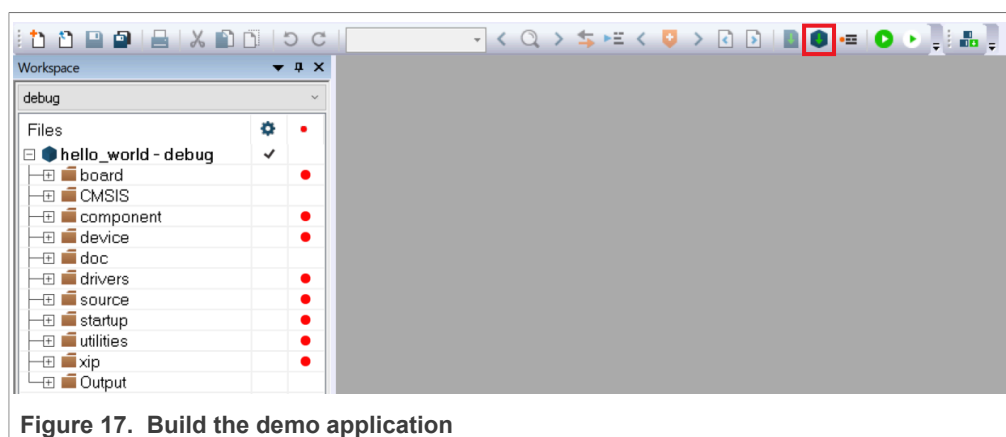 Workspace
debug
Files
hello_world - debug
board
CMSIS
component
device
doc
drivers
source
startup
utilities
xip
Output
Figure 17. Build the demo application